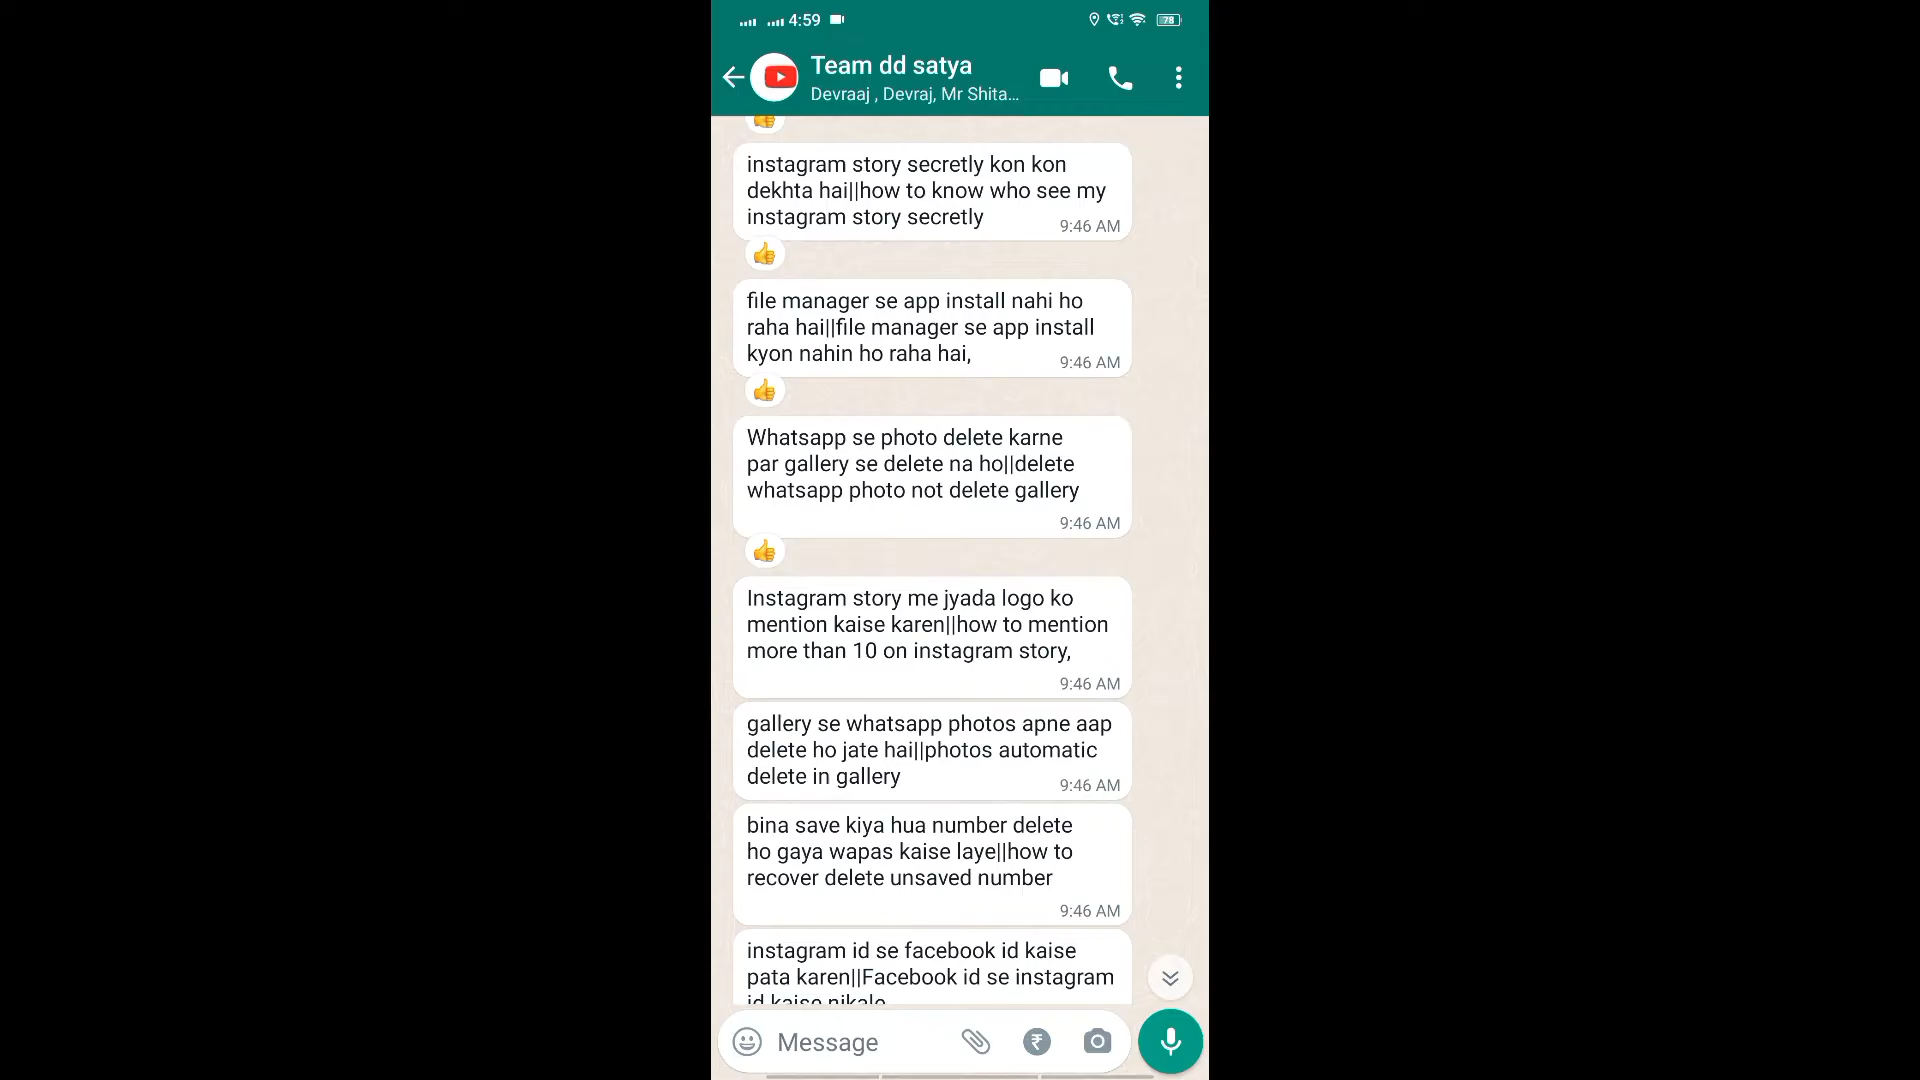 4:59
78
Team dd satya
Devraaj , Devraj, Mr Shita...
instagram story secretly kon kon
dekhta hai||how to know who see my
instagram story secretly
9:46 AM
file manager se app install nahi ho
raha hai||file manager se app install
kyon nahin ho raha hai,
9:46 AM
Whatsapp se photo delete karne
par gallery se delete na ho||delete
whatsapp photo not delete gallery
9:46 AM
Instagram story me jyada logo ko
mention kaise karen||how to mention
more than 10 on instagram story,
9:46 AM
gallery se whatsapp photos apne aap
delete ho jate hai||photos automatic
delete in gallery
9:46 AM
bina save kiya hua number delete
ho gaya wapas kaise laye||how to
recover delete unsaved number
9:46 AM
instagram id se facebook id kaise
pata karen||Facebook id se instagram
id kaise nikale
Message